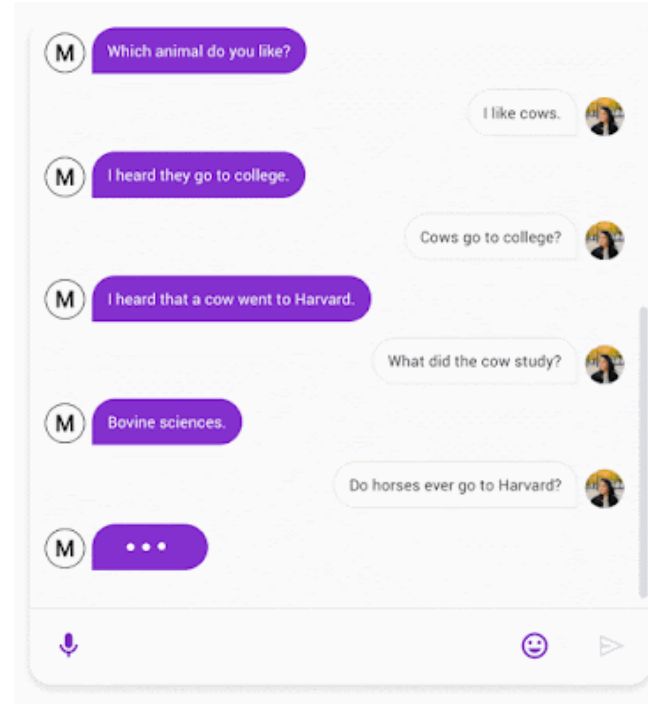 M Which animal do you like?
I like cows.
M I heard they go to college.
Cows go to college?
M I heard that a cow went to Harvard.
What did the cow study?
M Bovine sciences.
Do horses ever go to Harvard?
M